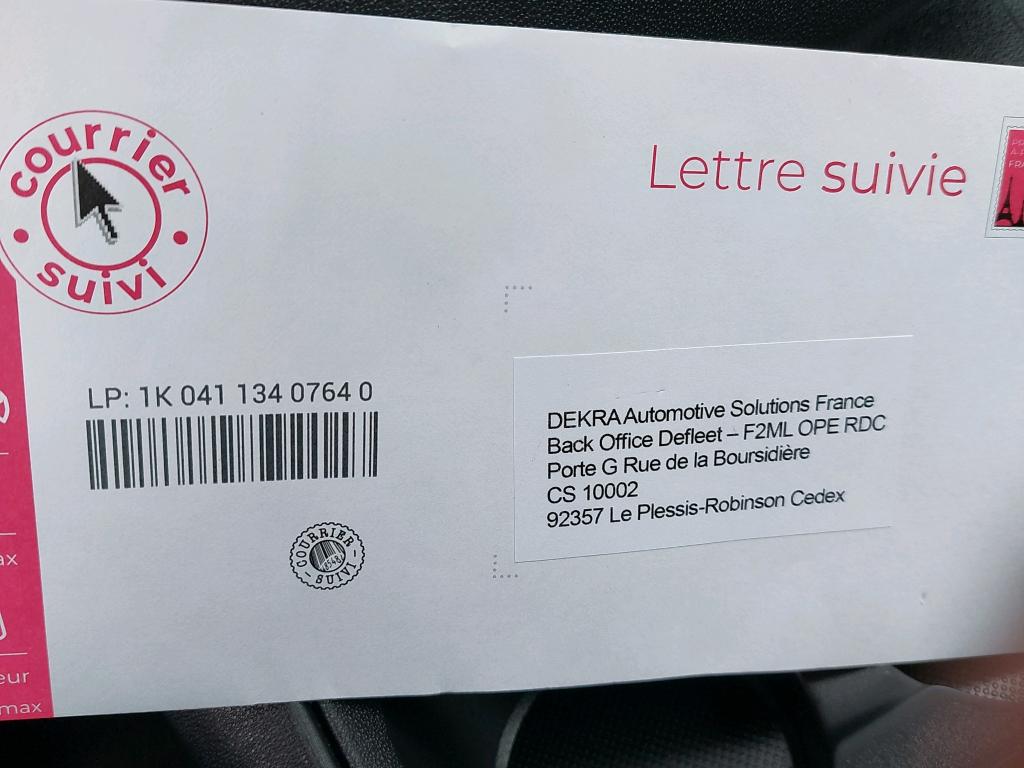 courrier
suivi
Lettre suivie
LP: 1K 041 134 0764 0
DEKRA Automotive Solutions France
Back Office Defleet – F2ML OPE RDC
Porte G Rue de la Boursidière
CS 10002
92357 Le Plessis-Robinson Cedex
COURRIER
SUIVI
ax
eur
max